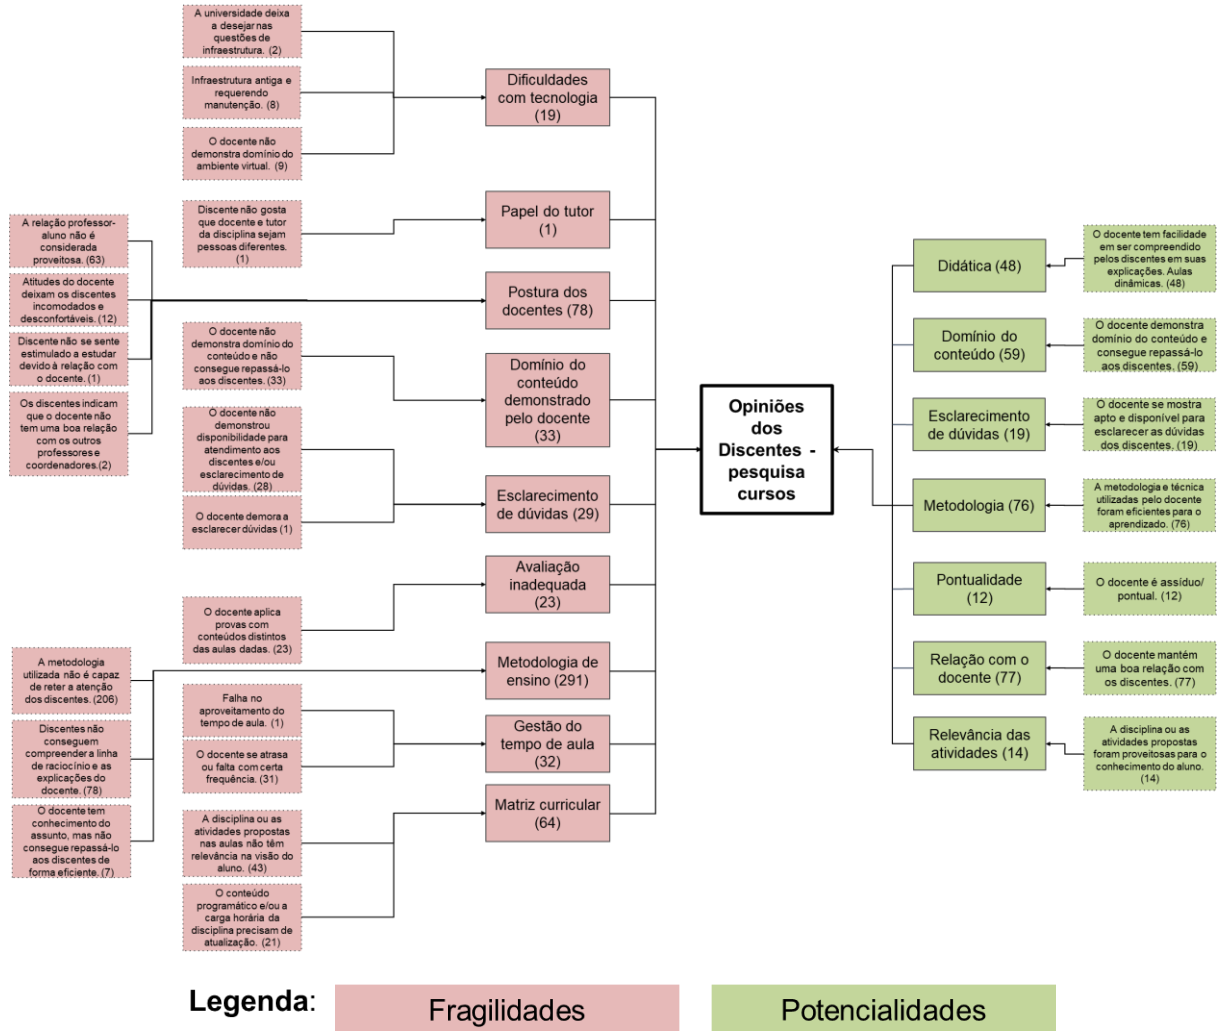 A universidade deixa
a desejar nas
questões de
infraestrutura. (2)
Infraestrutura antiga e
requerendo
manutenção. (8)
O docente não
demonstra domínio do
ambiente virtual. (9)
Dificuldades
com tecnologia
(19)
Discente não gosta
que docente e tutor
da disciplina sejam
pessoas diferentes.
(1)
Papel do tutor
(1)
A relação professor-
aluno não é
considerada
proveitosa. (63)
Atitudes do docente
deixam os discentes
incomodados e
desconfortáveis. (12)
Discente não se sente
estimulado a estudar
devido à relação com
o docente. (1)
Os discentes indicam
que o docente não
tem uma boa relação
com os outros
professores e
coordenadores.(2)
Postura dos
docentes (78)
O docente não
demonstra domínio do
conteúdo e não
consegue repassá-lo
aos discentes. (33)
Domínio do
conteúdo
demonstrado
pelo docente
(33)
O docente não
demonstrou
disponibilidade para
atendimento aos
discentes e/ou
esclarecimento de
dúvidas. (28)
O docente demora a
esclarecer dúvidas (1)
Esclarecimento
de dúvidas (29)
O docente aplica
provas com
conteúdos distintos
das aulas dadas. (23)
Avaliação
inadequada
(23)
A metodologia
utilizada não é capaz
de reter a atenção
dos discentes. (206)
Discentes não
conseguem
compreender a linha
de raciocínio e as
explicações do
docente. (78)
O docente tem
conhecimento do
assunto, mas não
consegue repassá-lo
aos discentes de
forma eficiente. (7)
Metodologia de
ensino (291)
Falha no
aproveitamento do
tempo de aula. (1)
O docente se atrasa
ou falta com certa
frequência. (31)
Gestão do
tempo de aula
(32)
A disciplina ou as
atividades propostas
nas aulas não têm
relevância na visão do
aluno. (43)
O conteúdo
programático e/ou a
carga horária da
disciplina precisam de
atualização. (21)
Matriz curricular
(64)
Opiniões
dos
Discentes -
pesquisa
cursos
Didática (48)
O docente tem facilidade
em ser compreendido
pelos discentes em suas
explicações. Aulas
dinâmicas. (48)
Domínio do
conteúdo (59)
O docente demonstra
domínio do conteúdo e
consegue repassá-lo
aos discentes. (59)
Esclarecimento
de dúvidas (19)
O docente se mostra
apto e disponível para
esclarecer as dúvidas
dos discentes. (19)
Metodologia (76)
A metodologia e técnica
utilizadas pelo docente
foram eficientes para o
aprendizado. (76)
Pontualidade
(12)
O docente é assíduo/
pontual. (12)
Relação com o
docente (77)
O docente mantém
uma boa relação com
os discentes. (77)
Relevância das
atividades (14)
A disciplina ou as
atividades propostas
foram proveitosas para o
conhecimento do aluno.
(14)
Legenda:
Fragilidades
Potencialidades